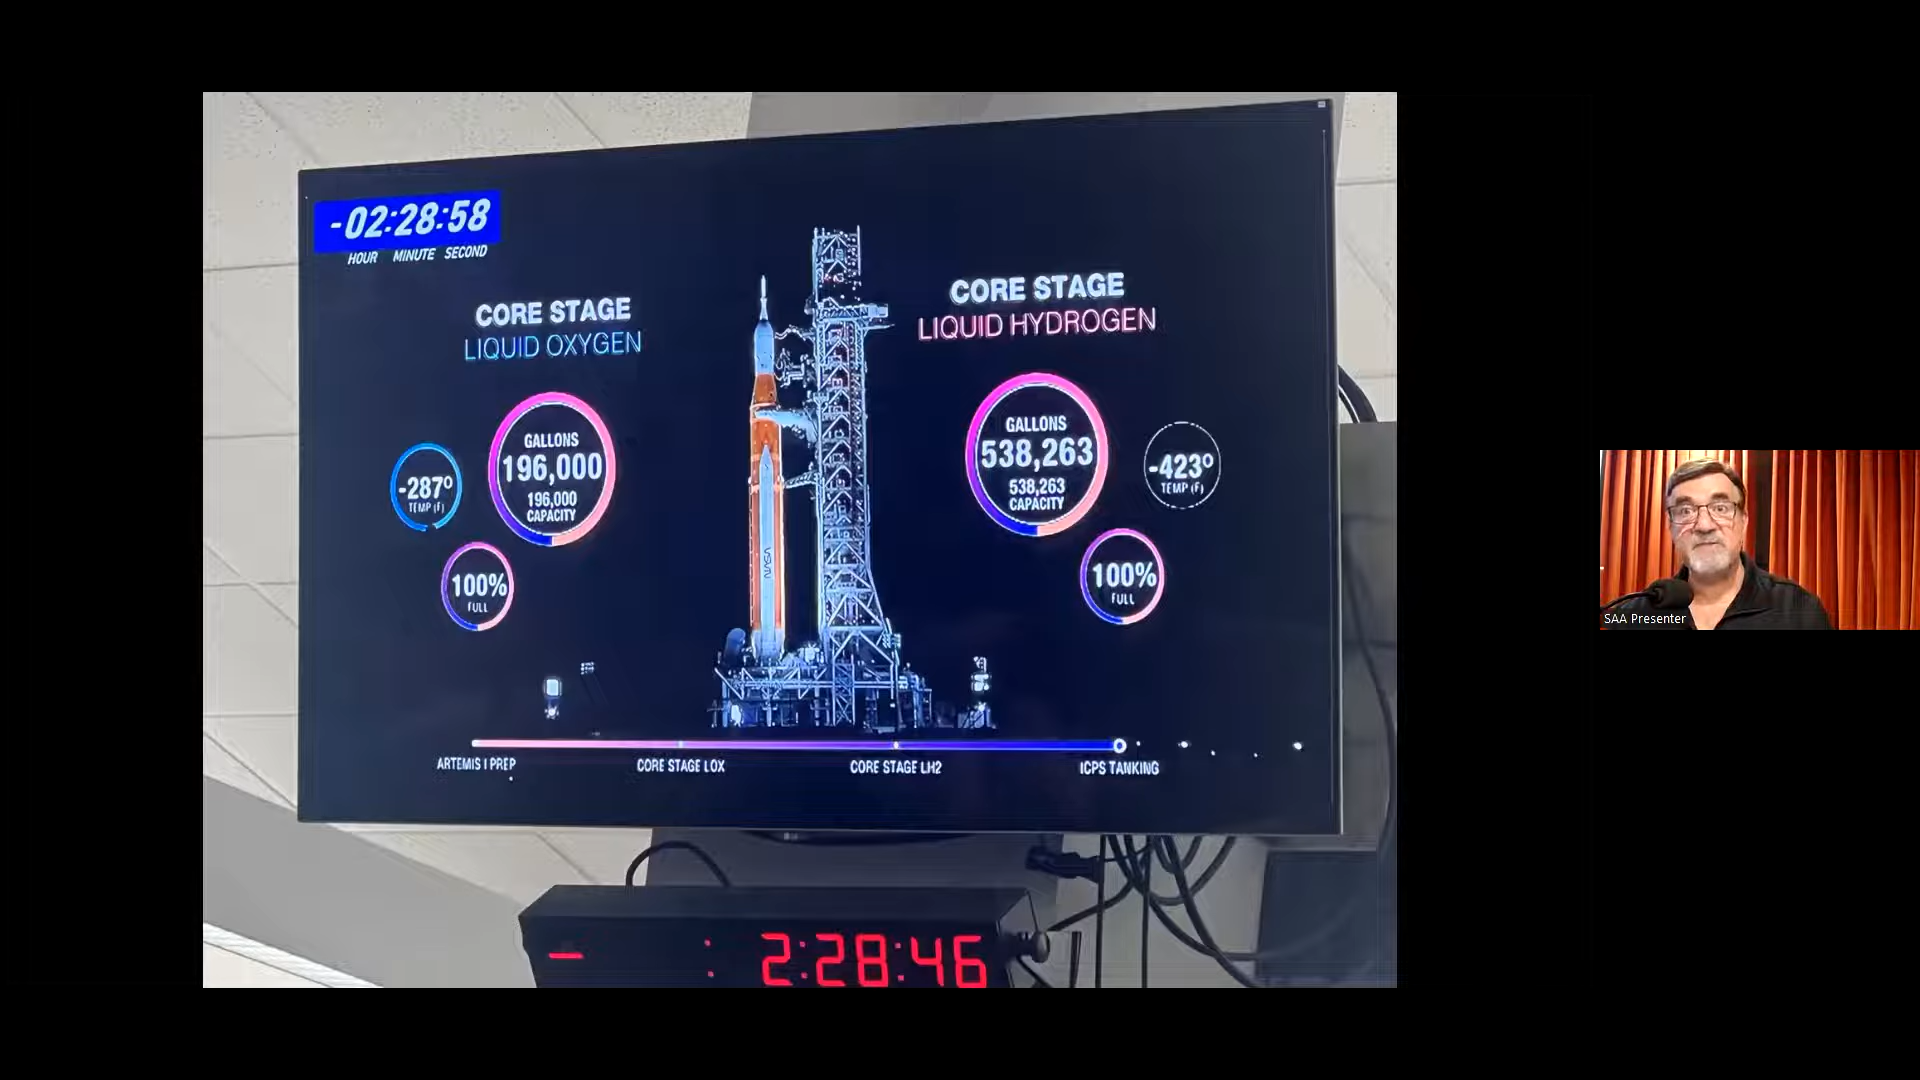 -02:28:58
HOUR MINUTE SECOND
CORE STAGE
LIQUID OXYGEN
GALLONS
196,000
196,000
CAPACITY
-287º
TEMP (F)
100%
FULL
CORE STAGE
LIQUID HYDROGEN
GALLONS
538,263
538,263
CAPACITY
-423º
TEMP (F)
100%
FULL
NASA
ARTEMIS I PREP
CORE STAGE LOX
CORE STAGE LH2
ICPS TANKING
- : 2:28:46
SAA Presenter